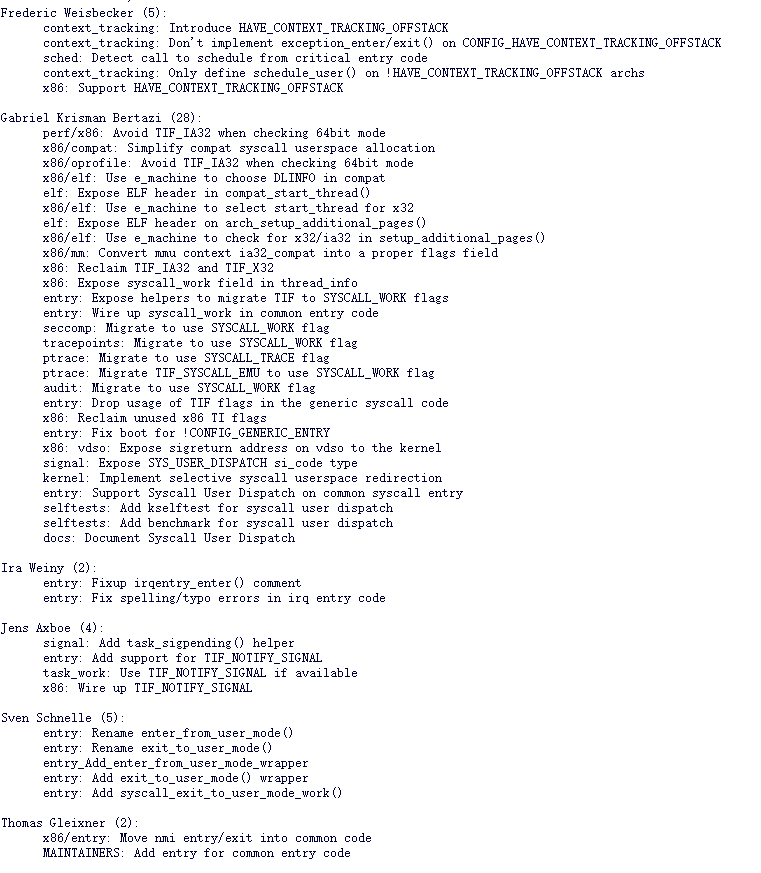 Frederic Weisbecker (5):
context_tracking: Introduce HAVE_CONTEXT_TRACKING_OFFSTACK
context_tracking: Don't implement exception_enter/exit() on CONFIG_HAVE_CONTEXT_TRACKING_OFFSTACK
sched: Detect call to schedule from critical entry code
context_tracking: Only define schedule_user() on !HAVE_CONTEXT_TRACKING_OFFSTACK archs
x86: Support HAVE_CONTEXT_TRACKING_OFFSTACK
Gabriel Krisman Bertazi (28):
perf/x86: Avoid TIF_IA32 when checking 64bit mode
x86/compat: Simplify compat syscall userspace allocation
x86/oprofile: Avoid TIF_IA32 when checking 64bit mode
x86/elf: Use e_machine to choose DLINFO in compat
elf: Expose ELF header in compat_start_thread()
x86/elf: Use e_machine to select start_thread for x32
elf: Expose ELF header on arch_setup_additional_pages()
x86/elf: Use e_machine to check for x32/ia32 in setup_additional_pages()
x86/mm: Convert mmu context ia32_compat into a proper flags field
x86: Reclaim TIF_IA32 and TIF_X32
x86: Expose syscall_work field in thread_info
entry: Expose helpers to migrate TIF to SYSCALL_WORK flags
entry: Wire up syscall_work in common entry code
seccomp: Migrate to use SYSCALL_WORK flag
tracepoints: Migrate to use SYSCALL_WORK flag
ptrace: Migrate to use SYSCALL_TRACE flag
ptrace: Migrate TIF_SYSCALL_EMU to use SYSCALL_WORK flag
audit: Migrate to use SYSCALL_WORK flag
entry: Drop usage of TIF flags in the generic syscall code
x86: Reclaim unused x86 TI flags
entry: Fix boot for !CONFIG_GENERIC_ENTRY
x86: vdso: Expose sigreturn address on vdso to the kernel
signal: Expose SYS_USER_DISPATCH si_code type
kernel: Implement selective syscall userspace redirection
entry: Support Syscall User Dispatch on common syscall entry
selftests: Add kselftest for syscall user dispatch
selftests: Add benchmark for syscall user dispatch
docs: Document Syscall User Dispatch
Ira Weiny (2):
entry: Fixup irqentry_enter() comment
entry: Fix spelling/typo errors in irq entry code
Jens Axboe (4):
signal: Add task_sigpending() helper
entry: Add support for TIF_NOTIFY_SIGNAL
task_work: Use TIF_NOTIFY_SIGNAL if available
x86: Wire up TIF_NOTIFY_SIGNAL
Sven Schnelle (5):
entry: Rename enter_from_user_mode()
entry: Rename exit_to_user_mode()
entry_Add_enter_from_user_mode_wrapper
entry: Add exit_to_user_mode() wrapper
entry: Add syscall_exit_to_user_mode_work()
Thomas Gleixner (2):
x86/entry: Move nmi entry/exit into common code
MAINTAINERS: Add entry for common entry code